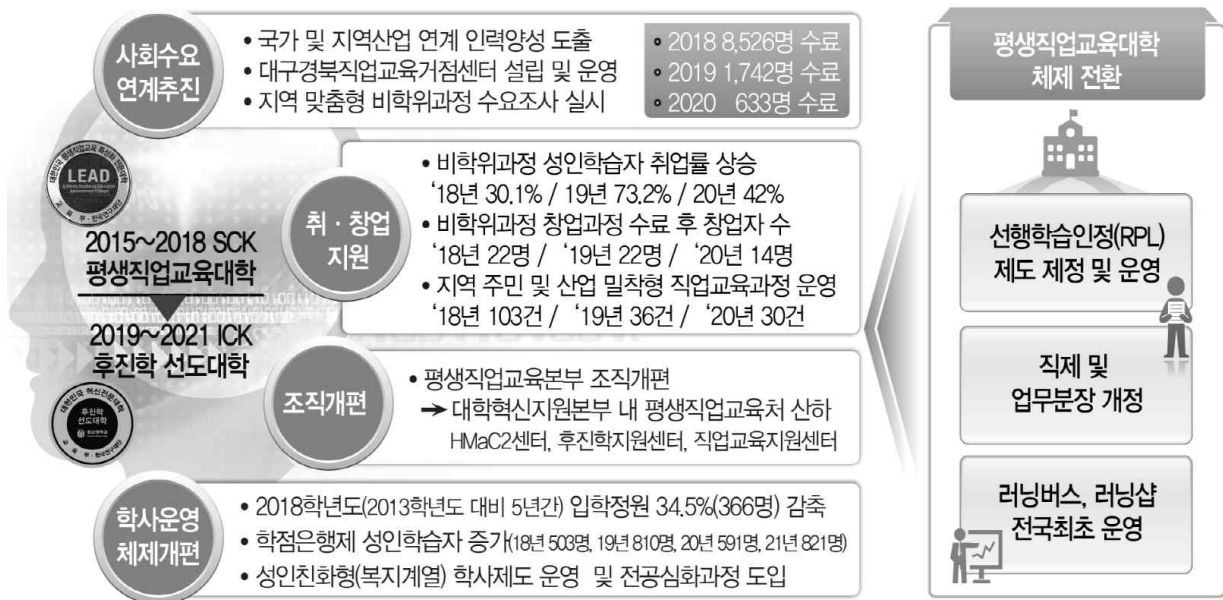 사회수요
연계추진
• 국가 및 지역산업 연계 인력양성 도출
• 대구경북직업교육거점센터 설립 및 운영
• 지역 맞춤형 비학위과정 수요조사 실시
• 2018 8,526명 수료
• 2019 1,742명 수료
• 2020 633명 수료
LEAD
2015~2018 SCK
평생직업교육대학
2019~2021 ICK
후진학 선도대학
대한민국 혁신전문대학
후진학
선도대학
교육부·한국연구재단
취·창업
지원
• 비학위과정 성인학습자 취업률 상승
‘18년 30.1% / 19년 73.2% / 20년 42%
• 비학위과정 창업과정 수료 후 창업자 수
‘18년 22명 / ‘19년 22명 / ‘20년 14명
• 지역 주민 및 산업 밀착형 직업교육과정 운영
‘18년 103건 / ‘19년 36건 / ‘20년 30건
조직개편
• 평생직업교육본부 조직개편
➔ 대학혁신지원본부 내 평생직업교육처 산하
HMaC2센터, 후진학지원센터, 직업교육지원센터
학사운영
체제개편
• 2018학년도(2013학년도 대비 5년간) 입학정원 34.5%(366명) 감축
• 학점은행제 성인학습자 증가(18년 503명, 19년 810명, 20년 591명, 21년 821명)
• 성인친화형(복지계열) 학사제도 운영 및 전공심화과정 도입
평생직업교육대학
체제 전환
선행학습인정(RPL)
제도 제정 및 운영
직제 및
업무분장 개정
러닝버스, 러닝샵
전국최초 운영